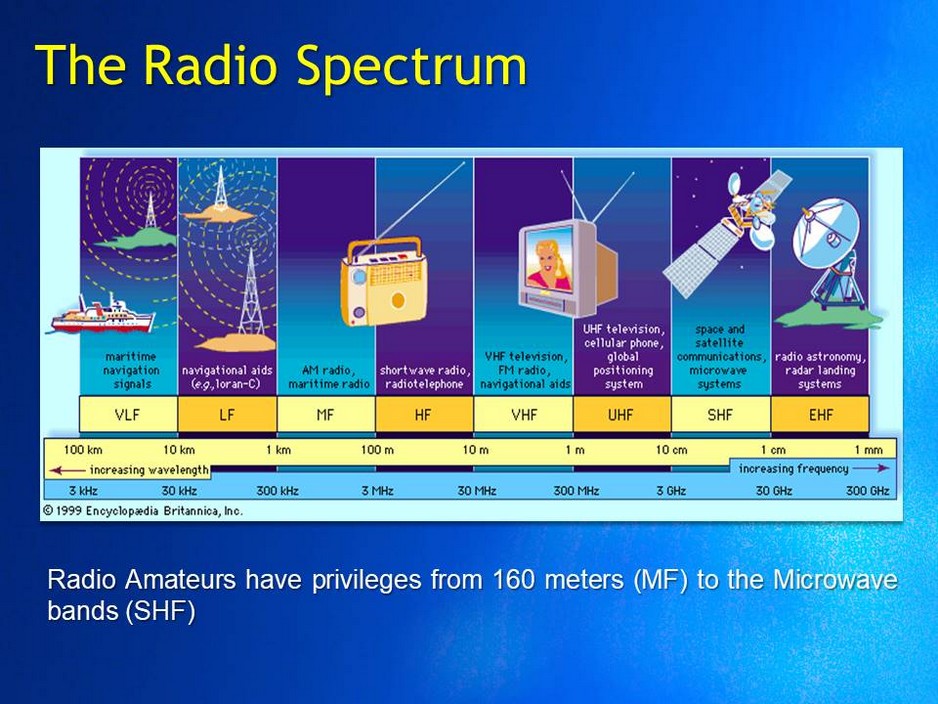 The Radio Spectrum
maritime
navigation
signals
navigational aids
(e.g., loran-C)
AM radio,
maritime radio
shortwave radio,
radiotelephone
VHF television,
FM radio,
navigational aids
UHF television,
cellular phone,
global
positioning
system
space and
satellite
communications,
microwave
systems
radio astronomy,
radar landing
systems
VLF LF MF HF VHF UHF SHF EHF
100 km 10 km 1 km 100 m 10 m 1 m 10 cm 1 cm 1 mm
increasing wavelength increasing frequency
3 kHz 30 kHz 300 kHz 3 MHz 30 MHz 300 MHz 3 GHz 30 GHz 300 GHz
© 1999 Encyclopædia Britannica, Inc.
Radio Amateurs have privileges from 160 meters (MF) to the Microwave
bands (SHF)